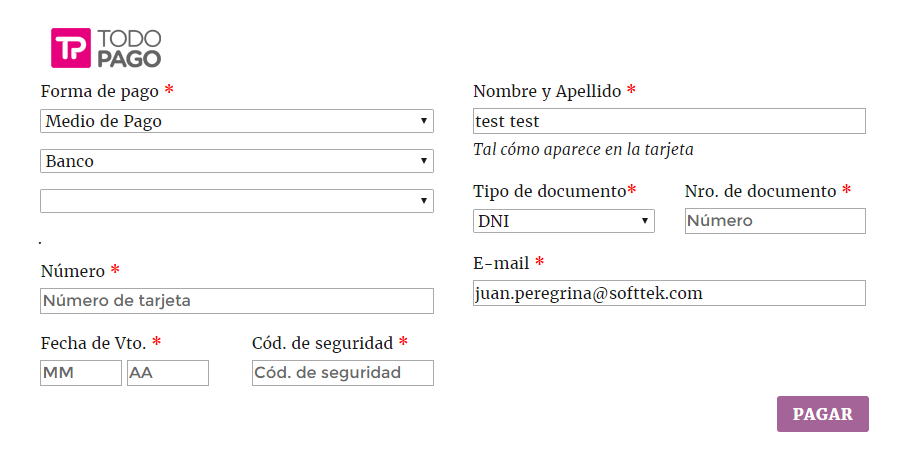 TP TODO
PAGO
Forma de pago *
Medio de Pago
Banco
.
Número *
Número de tarjeta
Fecha de Vto. *
MM AA
Cód. de seguridad *
Cód. de seguridad
Nombre y Apellido *
test test
Tal cómo aparece en la tarjeta
Tipo de documento*
DNI
Nro. de documento *
Número
E-mail *
juan.peregrina@softtek.com
PAGAR